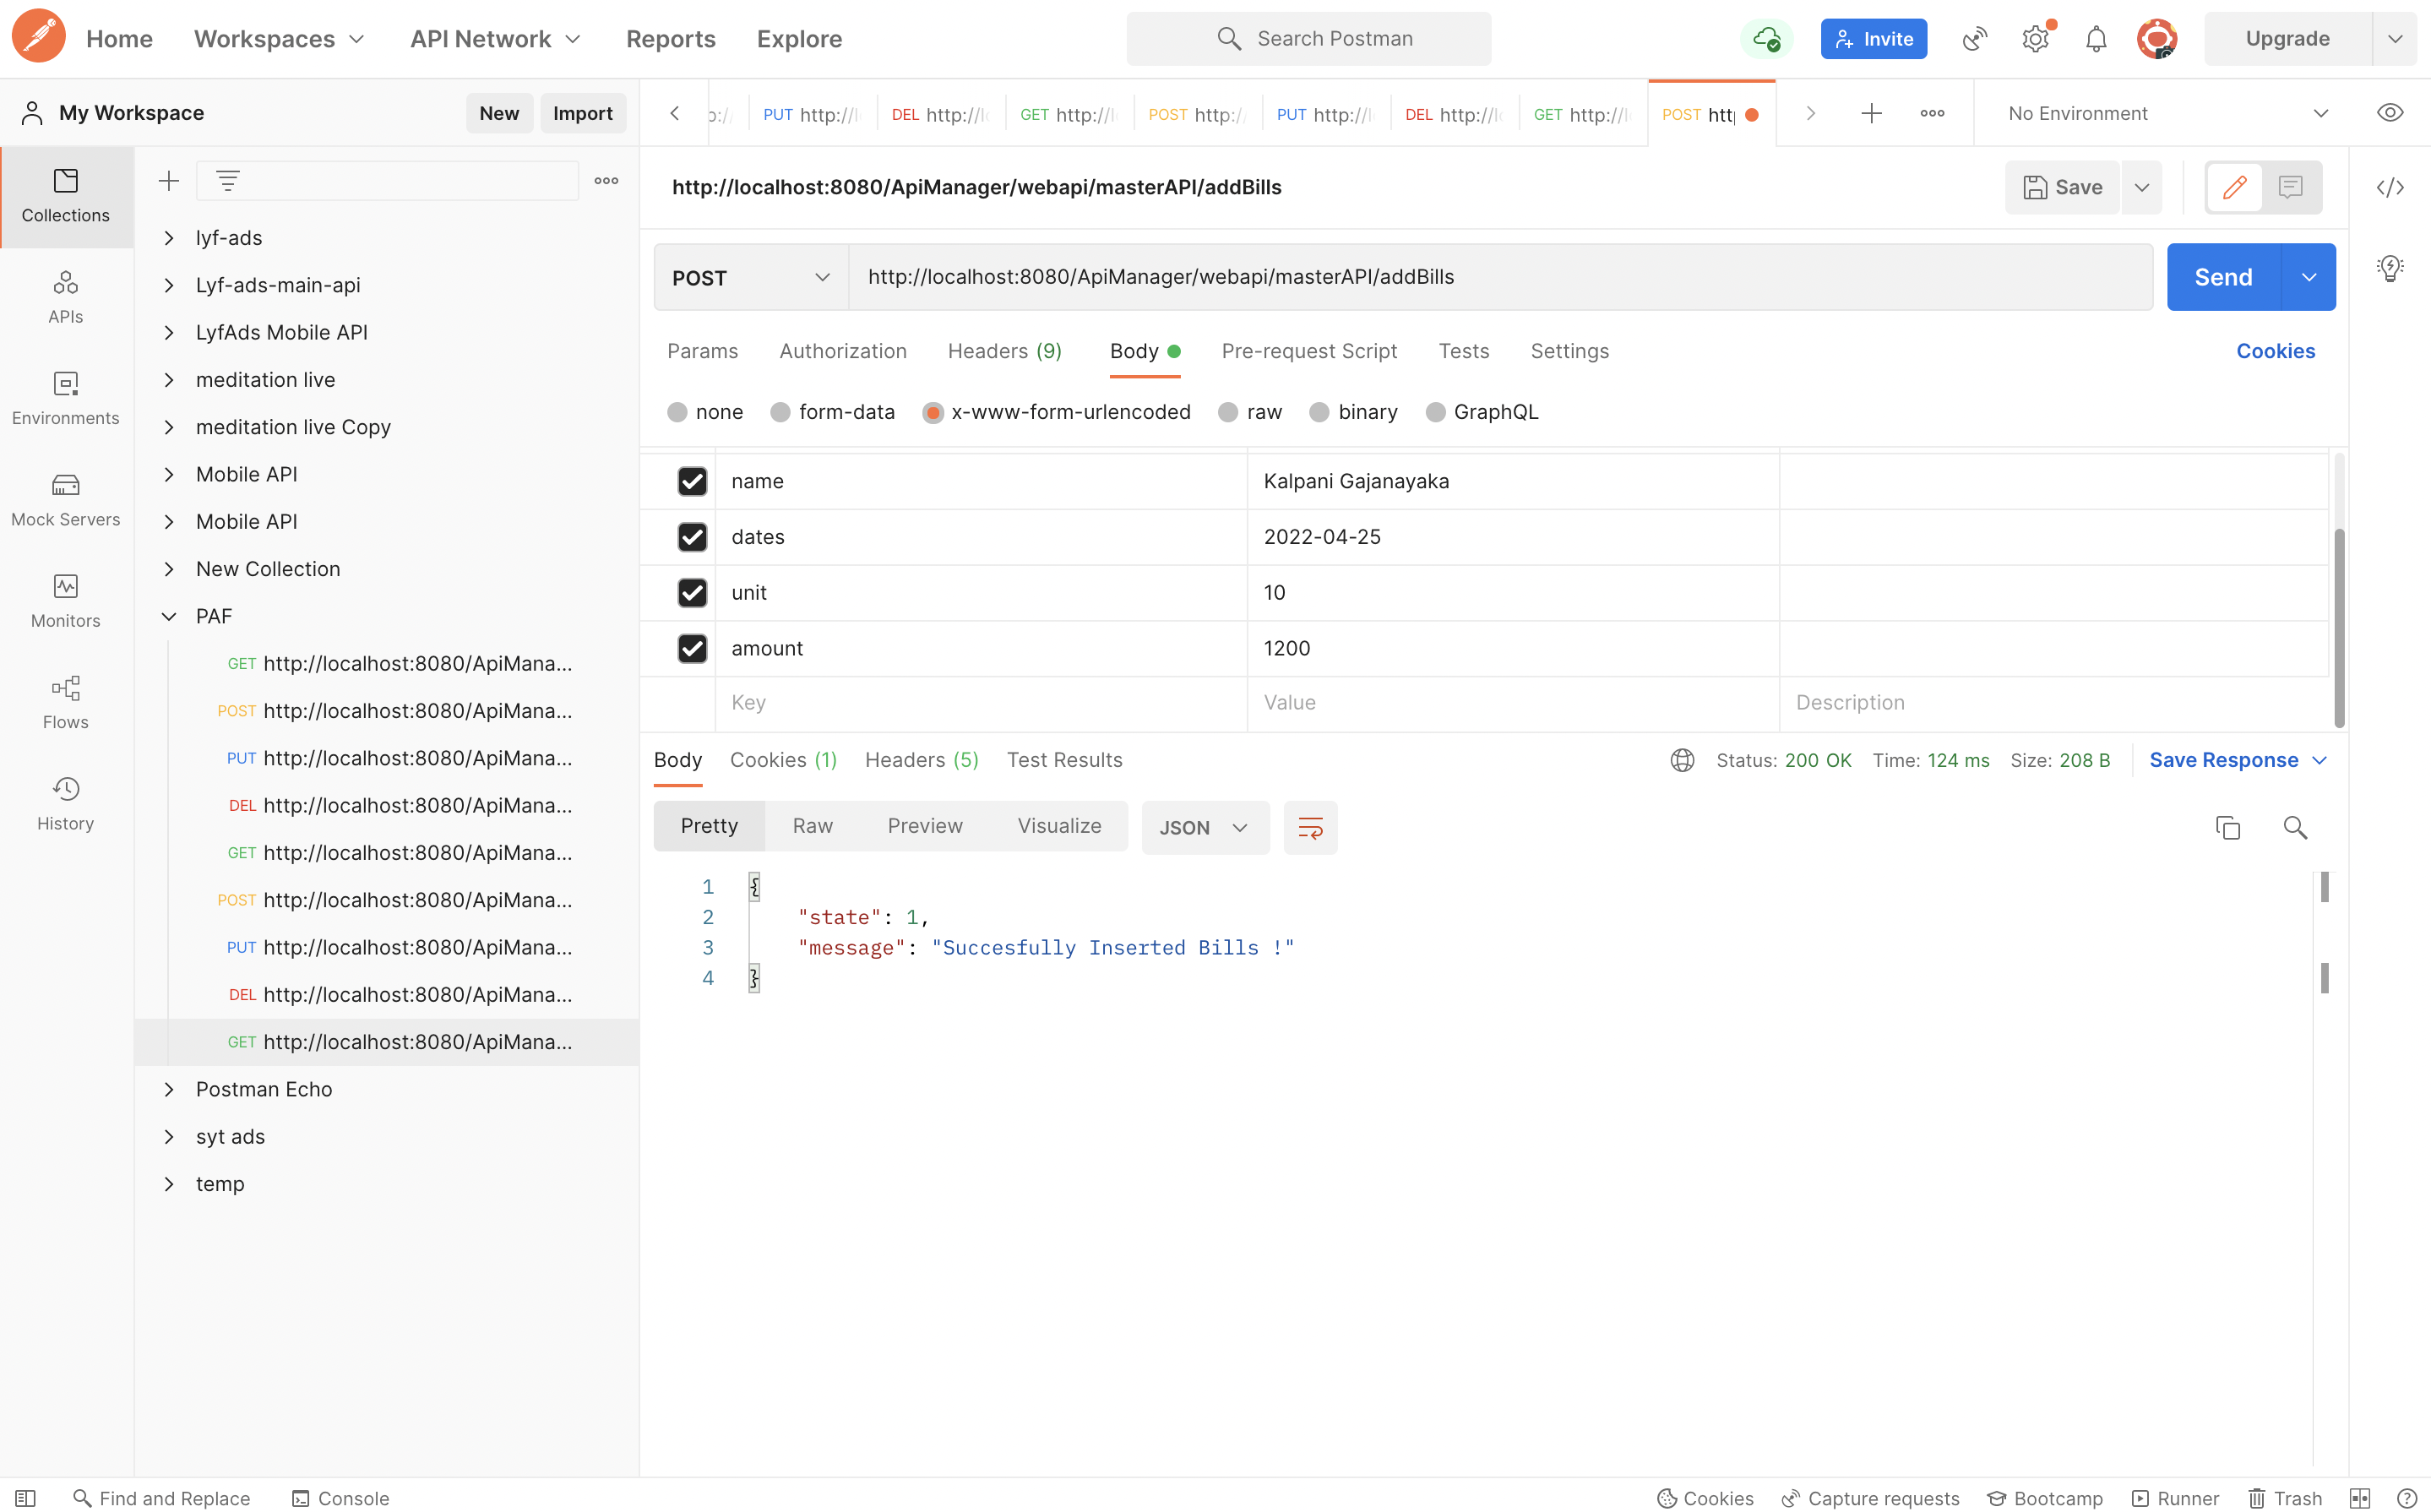 Home Workspaces API Network Reports Explore Search Postman Invite Upgrade
My Workspace New Import
PUT http://l DEL http://l GET http://l POST http:/ PUT http://l DEL http://l GET http://l POST htt No Environment
Collections
APIs
Environments
Mock Servers
Monitors
Flows
History
lyf-ads
Lyf-ads-main-api
LyfAds Mobile API
meditation live
meditation live Copy
Mobile API
Mobile API
New Collection
PAF
GET http://localhost:8080/ApiMana...
POST http://localhost:8080/ApiMana...
PUT http://localhost:8080/ApiMana...
DEL http://localhost:8080/ApiMana...
GET http://localhost:8080/ApiMana...
POST http://localhost:8080/ApiMana...
PUT http://localhost:8080/ApiMana...
DEL http://localhost:8080/ApiMana...
GET http://localhost:8080/ApiMana...
Postman Echo
syt ads
temp
http://localhost:8080/ApiManager/webapi/masterAPI/addBills Save
POST http://localhost:8080/ApiManager/webapi/masterAPI/addBills Send
Params Authorization Headers (9) Body Pre-request Script Tests Settings Cookies
none form-data x-www-form-urlencoded raw binary GraphQL
name Kalpani Gajanayaka
dates 2022-04-25
unit 10
amount 1200
Key Value Description
Body Cookies (1) Headers (5) Test Results Status: 200 OK Time: 124 ms Size: 208 B Save Response
Pretty Raw Preview Visualize JSON
1 {
2 "state": 1,
3 "message": "Succesfully Inserted Bills !"
4 }
Find and Replace Console Cookies Capture requests Bootcamp Runner Trash